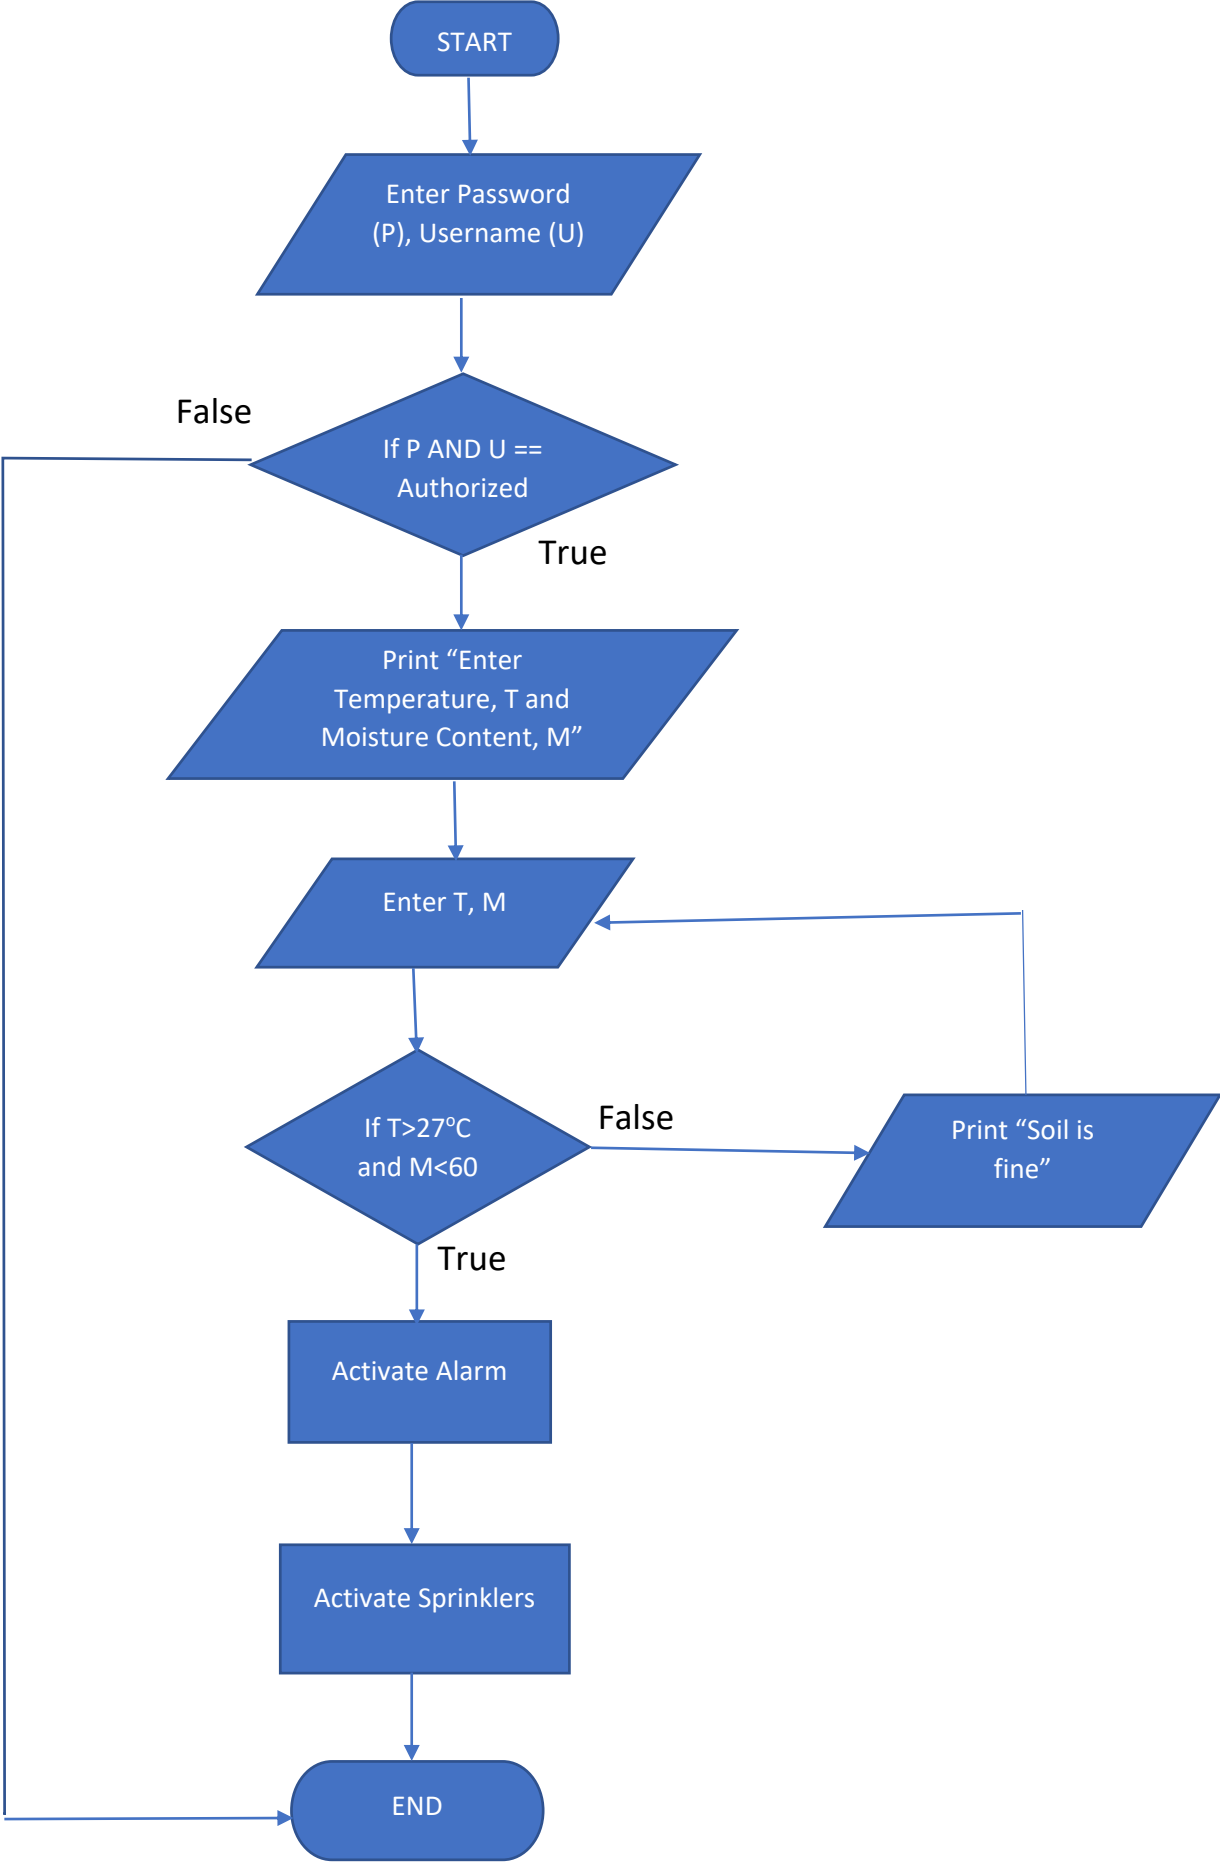 START
Enter Password
(P), Username (U)
False
If P AND U ==
Authorized
True
Print “Enter
Temperature, T and
Moisture Content, M”
Enter T, M
If T>27°C
and M<60
False
Print “Soil is
fine”
True
Activate Alarm
Activate Sprinklers
END